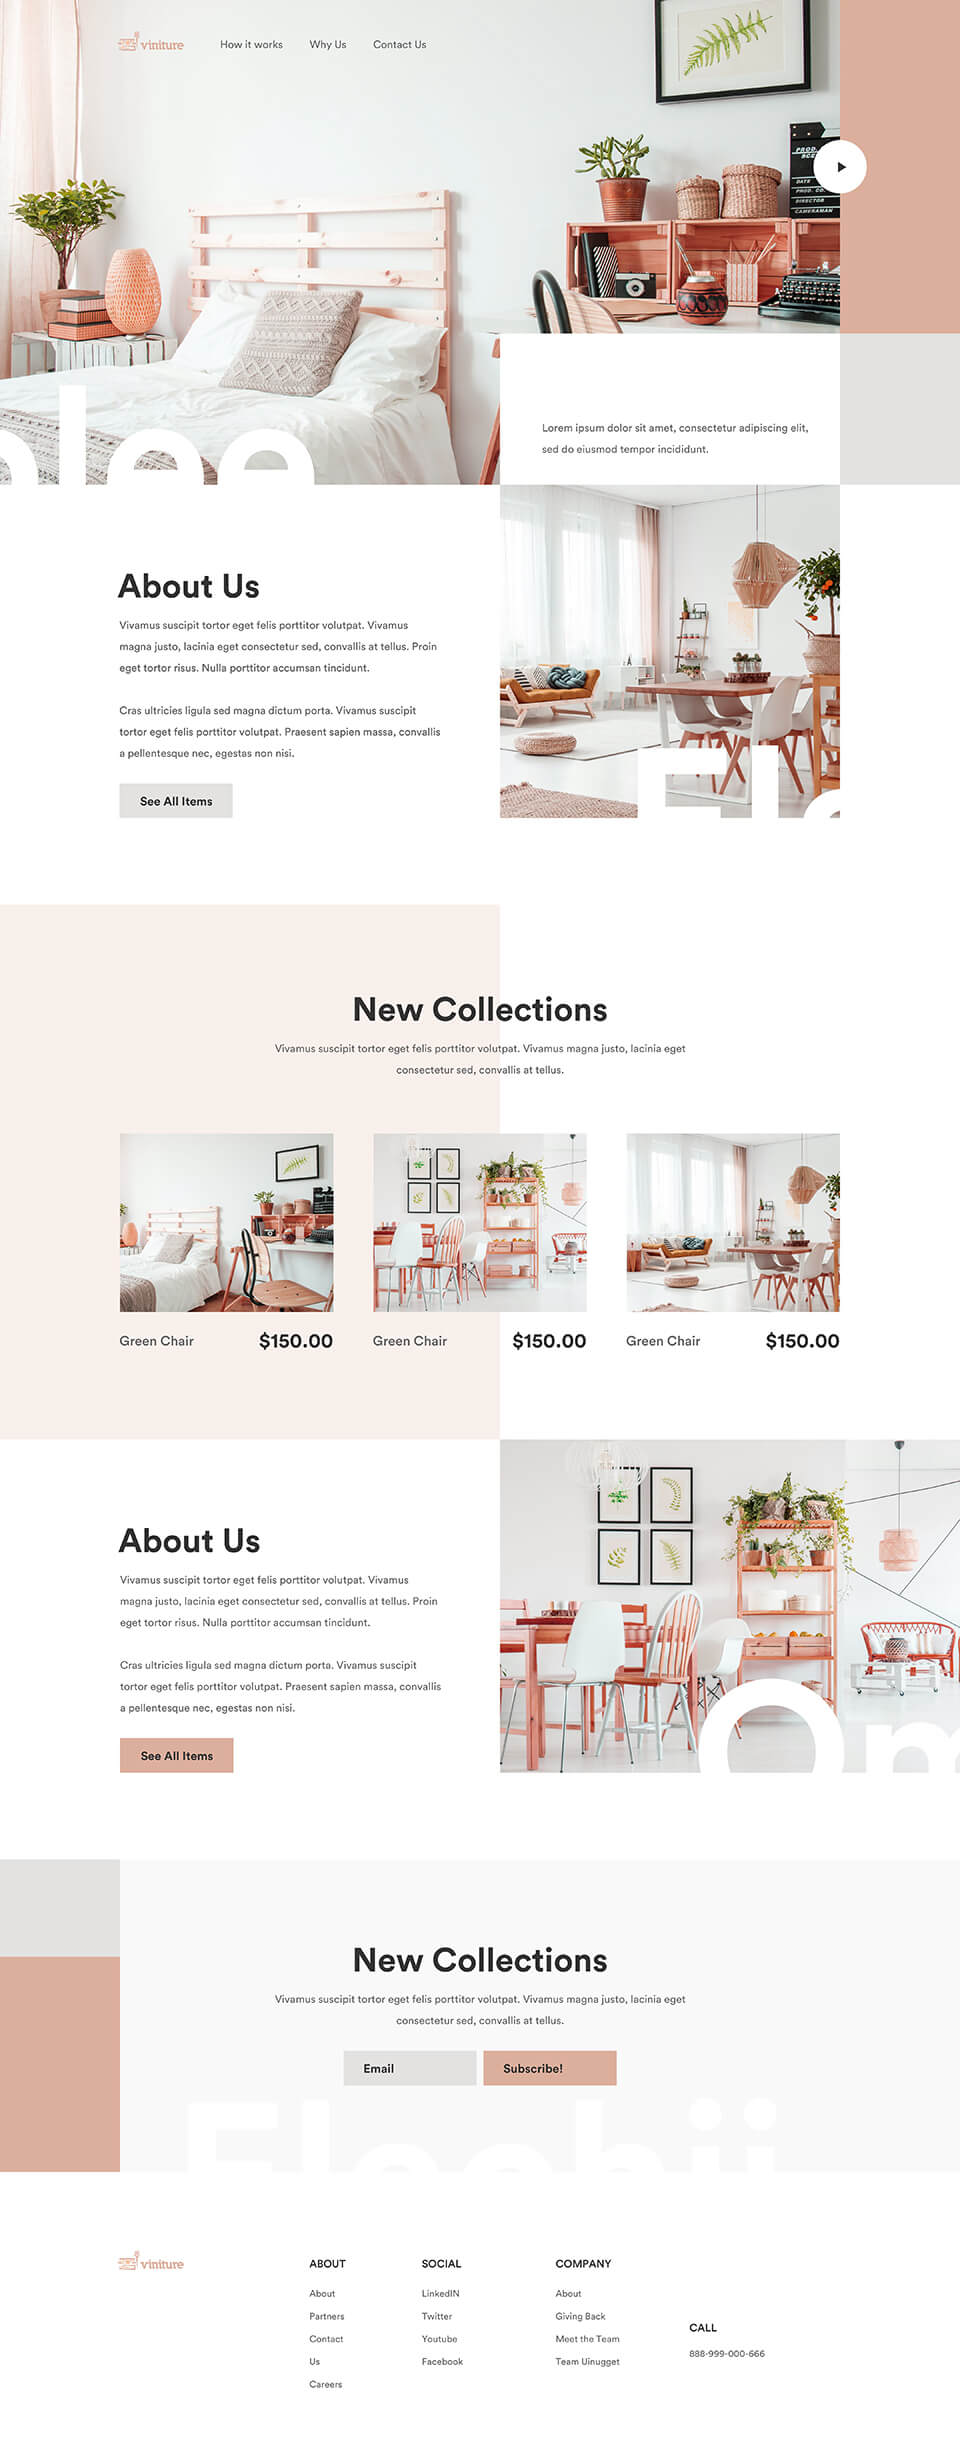 viniture
How it works
Why Us
Contact Us
PROD.
SCE
DATE
PROD. CO.
DIRECTOR
CAMERAMAN
Lorem ipsum dolor sit amet, consectetur adipiscing elit,
sed do eiusmod tempor incididunt.
About Us
Vivamus suscipit tortor eget felis porttitor volutpat. Vivamus
magna justo, lacinia eget consectetur sed, convallis at tellus. Proin
eget tortor risus. Nulla porttitor accumsan tincidunt.
Cras ultricies ligula sed magna dictum porta. Vivamus suscipit
tortor eget felis porttitor volutpat. Praesent sapien massa, convallis
a pellentesque nec, egestas non nisi.
See All Items
New Collections
Vivamus suscipit tortor eget felis porttitor volutpat. Vivamus magna justo, lacinia eget
consectetur sed, convallis at tellus.
Green Chair
$150.00
Green Chair
$150.00
Green Chair
$150.00
About Us
Vivamus suscipit tortor eget felis porttitor volutpat. Vivamus
magna justo, lacinia eget consectetur sed, convallis at tellus. Proin
eget tortor risus. Nulla porttitor accumsan tincidunt.
Cras ultricies ligula sed magna dictum porta. Vivamus suscipit
tortor eget felis porttitor volutpat. Praesent sapien massa, convallis
a pellentesque nec, egestas non nisi.
See All Items
Om
New Collections
Vivamus suscipit tortor eget felis porttitor volutpat. Vivamus magna justo, lacinia eget
consectetur sed, convallis at tellus.
Email
Subscribe!
viniture
ABOUT
About
Partners
Contact
Us
Careers
SOCIAL
LinkedIN
Twitter
Youtube
Facebook
COMPANY
About
Giving Back
Meet the Team
Team Uinugget
CALL
888-999-000-666